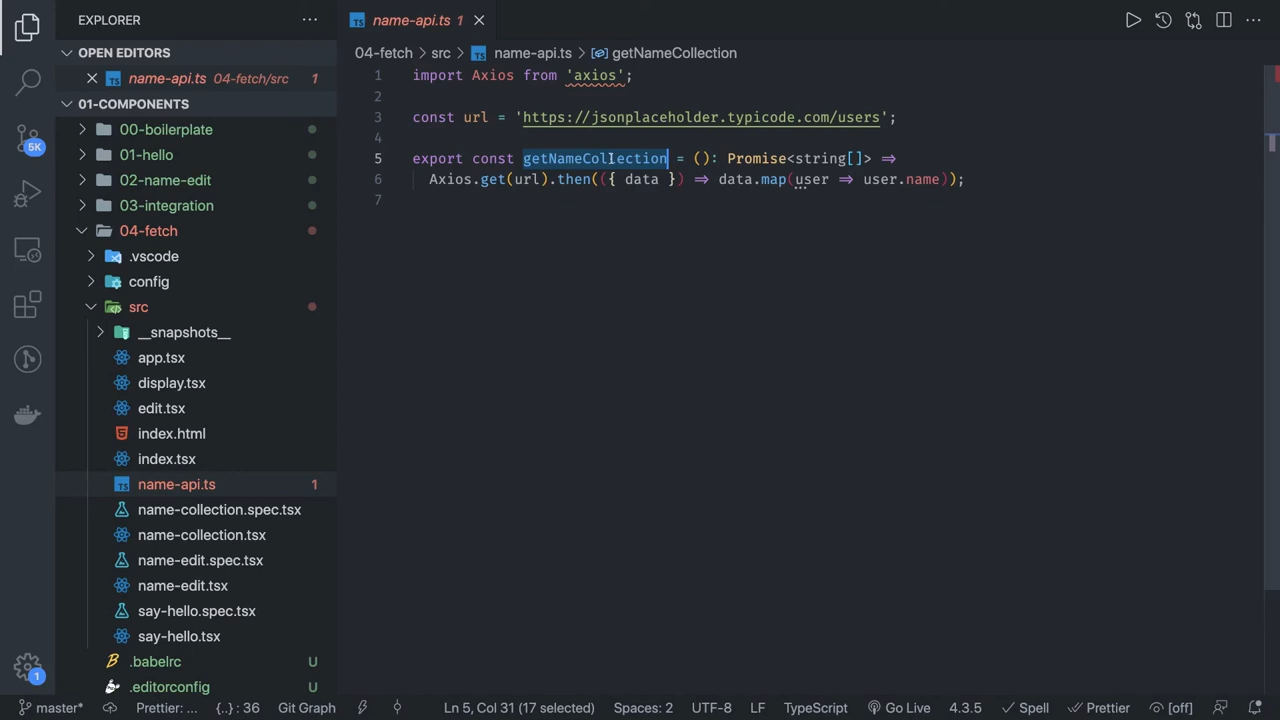 EXPLORER
OPEN EDITORS
name-api.ts 04-fetch/src 1
01-COMPONENTS
00-boilerplate
01-hello
02-name-edit
03-integration
04-fetch
.vscode
config
src
__snapshots__
app.tsx
display.tsx
edit.tsx
index.html
index.tsx
TS name-api.ts 1
name-collection.spec.tsx
name-collection.tsx
name-edit.spec.tsx
name-edit.tsx
say-hello.spec.tsx
say-hello.tsx
.babelrc U
.editorconfig U
5K
1
TS name-api.ts 1
04-fetch > src > TS name-api.ts > getNameCollection
1 import Axios from 'axios';
2
3 const url = 'https://jsonplaceholder.typicode.com/users';
4
5 export const getNameCollection = (): Promise<string[]> =>
6 Axios.get(url).then(({ data }) => data.map(user => user.name));
7
master* Prettier: ... {..}: 36 Git Graph Ln 5, Col 31 (17 selected) Spaces: 2 UTF-8 LF TypeScript Go Live 4.3.5 Spell Prettier [off]